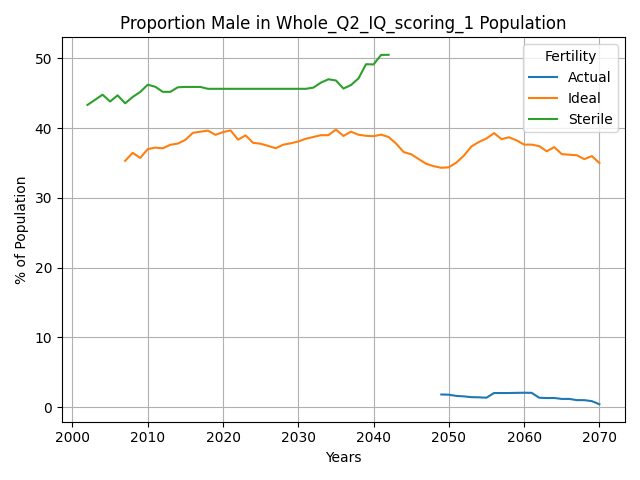 Proportion Male in Whole_Q2_IQ_scoring_1 Population
% of Population
50
40
30
20
10
0
2000 2010 2020 2030 2040 2050 2060 2070
Years
Fertility
Actual
Ideal
Sterile